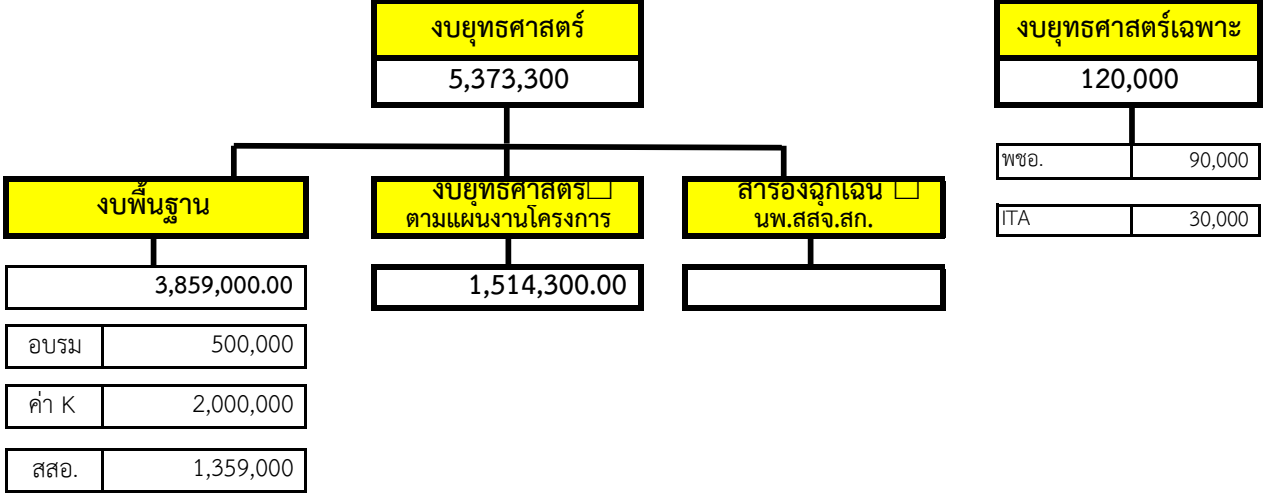 งบยุทธศาสตร์
5,373,300
งบยุทธศาสตร์เฉพาะ
120,000
พชอ. 90,000
ITA 30,000
งบพื้นฐาน
3,859,000.00
อบรม 500,000
ค่า K 2,000,000
สสอ. 1,359,000
งบยุทธศาสตร์
ตามแผนงานโครงการ
1,514,300.00
สำรองฉุกเฉิน
นพ.สสจ.สก.